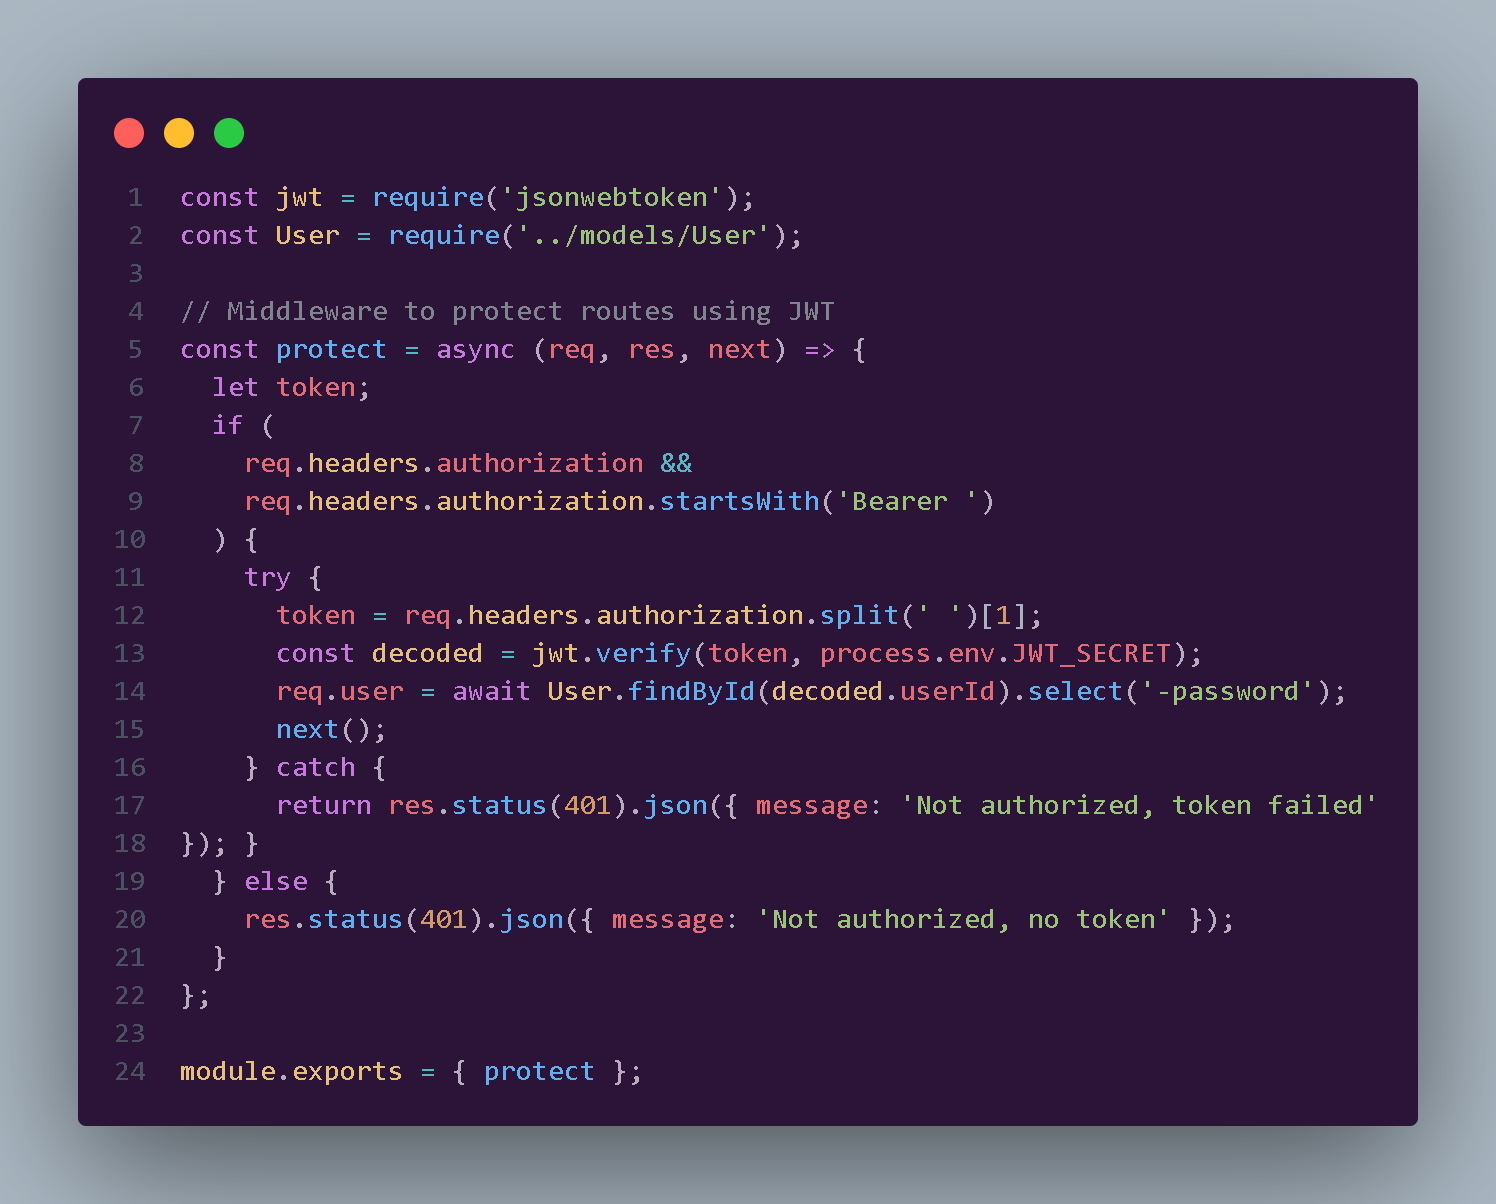 1 const jwt = require('jsonwebtoken');
2 const User = require('../models/User');
3
4 // Middleware to protect routes using JWT
5 const protect = async (req, res, next) => {
6   let token;
7   if (
8     req.headers.authorization &&
9     req.headers.authorization.startsWith('Bearer ')
10   ) {
11     try {
12       token = req.headers.authorization.split(' ')[1];
13       const decoded = jwt.verify(token, process.env.JWT_SECRET);
14       req.user = await User.findById(decoded.userId).select('-password');
15       next();
16     } catch {
17       return res.status(401).json({ message: 'Not authorized, token failed'
18 }); }
19   } else {
20     res.status(401).json({ message: 'Not authorized, no token' });
21   }
22 };
23
24 module.exports = { protect };